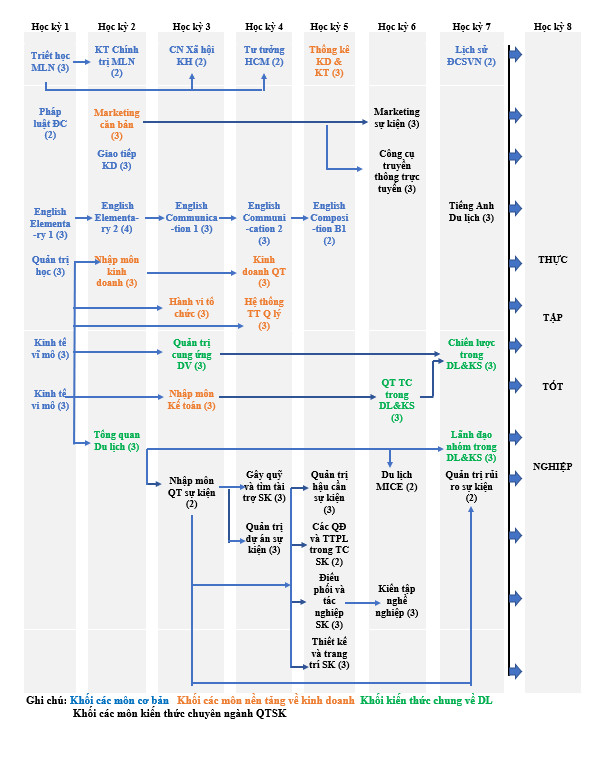 Học kỳ 1 Học kỳ 2 Học kỳ 3 Học kỳ 4 Học kỳ 5 Học kỳ 6 Học kỳ 7 Học kỳ 8
Triết học
MLN (3)
KT Chính
trị MLN
(2)
CN Xã hội
KH (2)
Tư tưởng
HCM (2)
Thống kê
KD &
KT (3)
Lịch sử
ĐCSVN (2)
Pháp
luật ĐC
(2)
Marketing
căn bản
(3)
Marketing
sự kiện (3)
Giao tiếp
KD (3)
Công cụ
truyền
thông trực
tuyến (3)
English
Elementa
-ry 1 (3)
English
Elementa-
ry 2 (4)
English
Communica
-tion 1 (3)
English
Communi
-cation 2
(3)
English
Composi
-tion B1
(2)
Tiếng Anh
Du lịch (3)
Quản trị
học (3)
Nhập môn
kinh
doanh (3)
Kinh
doanh QT
(3)
THỰC
Hành vi tổ
chức (3)
Hệ thống
TT Q lý
(3)
TẬP
Kinh tế
vĩ mô (3)
Quản trị
cung ứng
DV (3)
Chiến lược
trong
DL&KS (3)
Kinh tế
vi mô (3)
Nhập môn
Kế toán (3)
QT TC
trong
DL&KS
(3)
TỐT
Tổng quan
Du lịch (3)
Lãnh đạo
nhóm trong
DL&KS (3)
NGHIỆP
Nhập môn
QT sự kiện
(2)
Gây quỹ
và tìm tài
trợ SK (3)
Quản trị
hậu cần
sự kiện
(3)
Du lịch
MICE (2)
Quản trị rủi
ro sự kiện
(2)
Quản trị
dự án sự
kiện (3)
Các QĐ
và TTPL
trong TC
SK (2)
Điều
phối và
tác
nghiệp
SK (3)
Kiến tập
nghề
nghiệp (3)
Thiết kế
và trang
trí SK (3)
Ghi chú: Khối các môn cơ bản Khối các môn nền tảng về kinh doanh Khối kiến thức chung về DL
Khối các môn kiến thức chuyên ngành QTSK